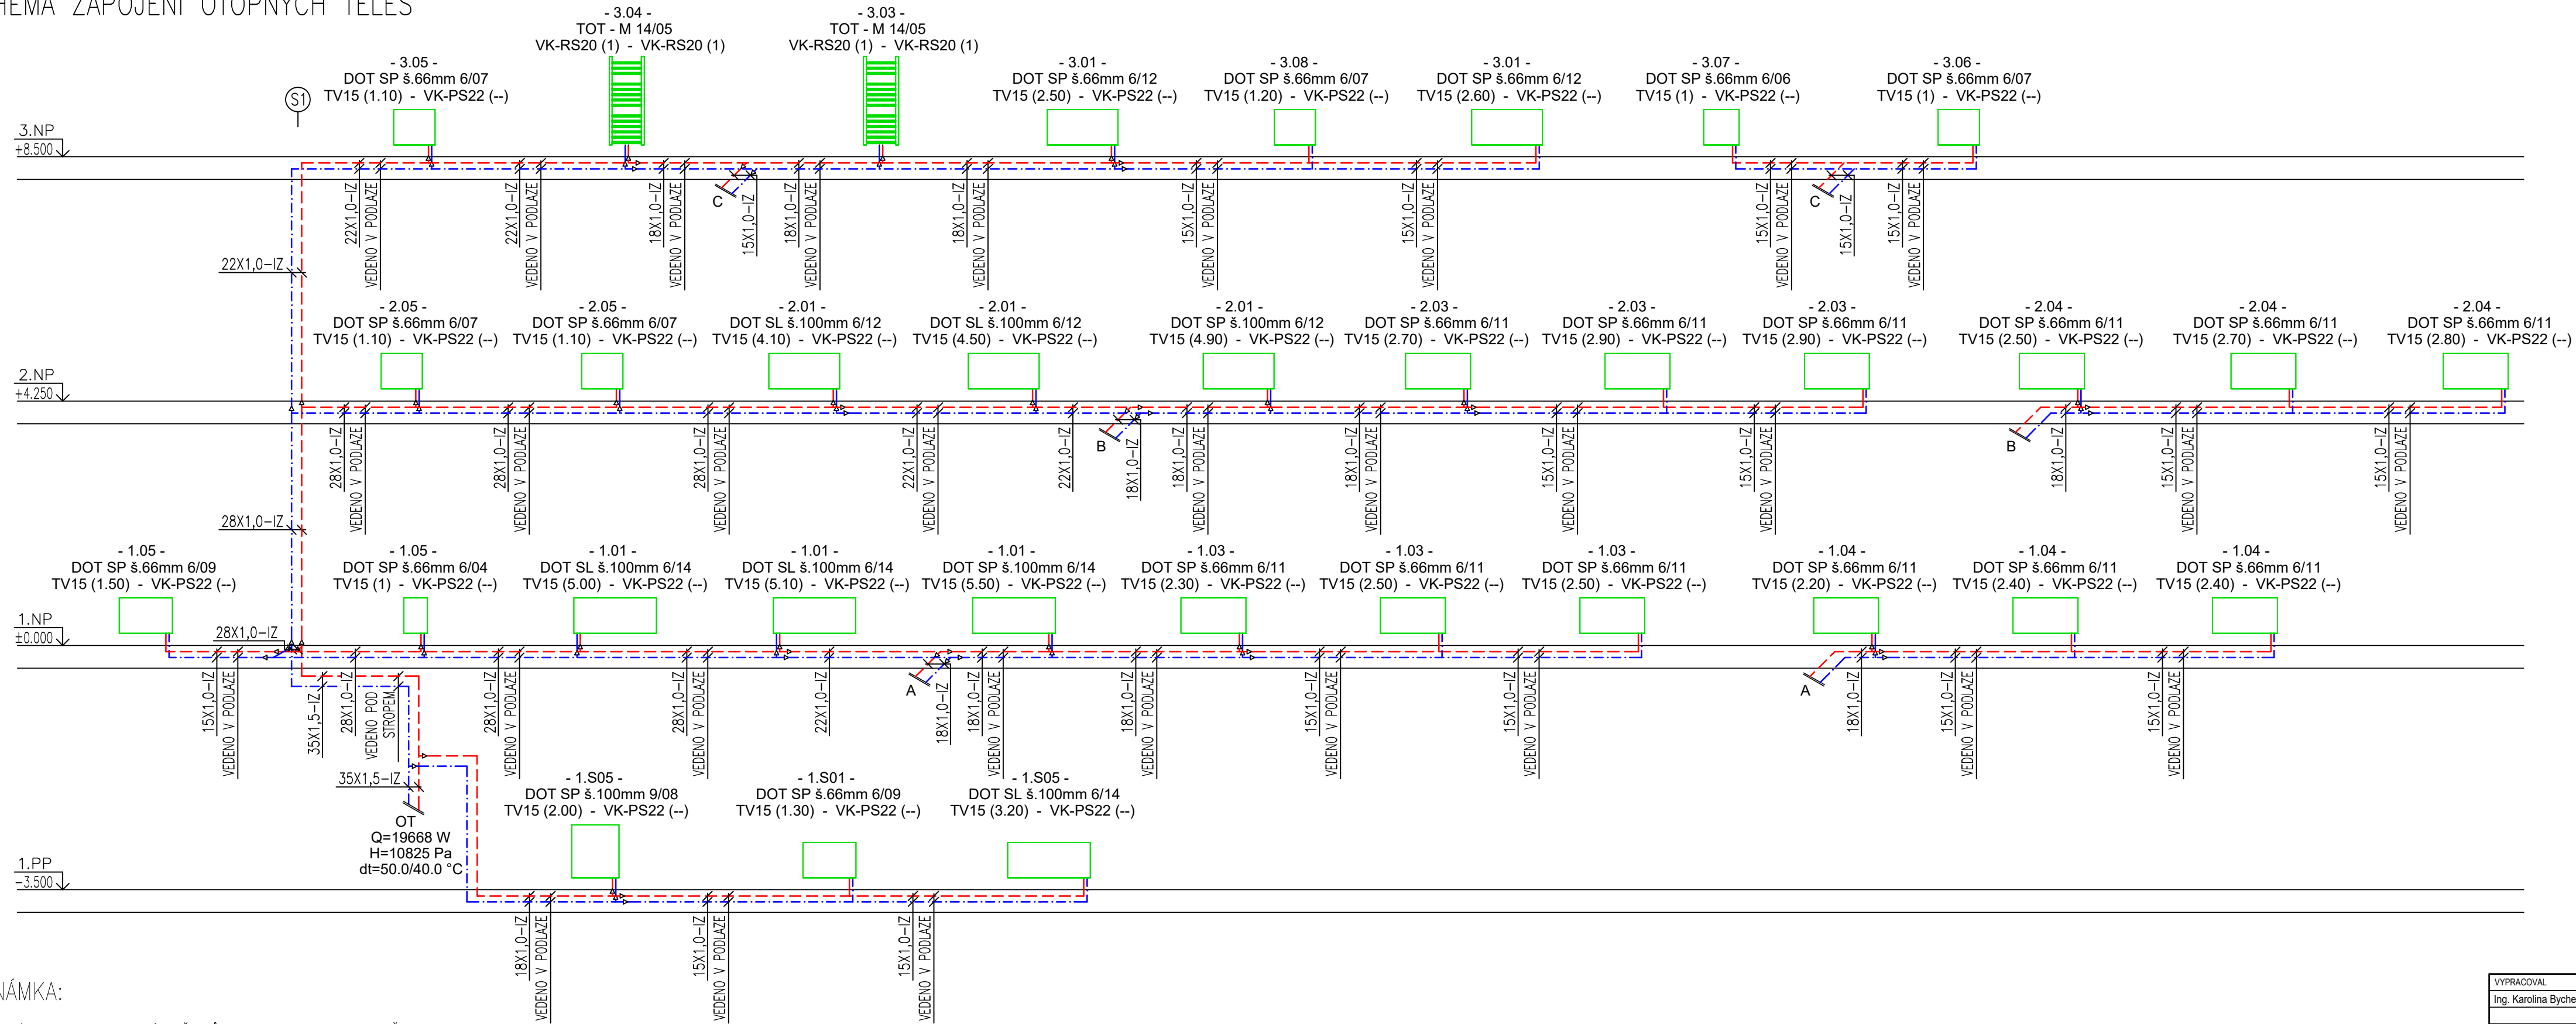 ZAPOJENÍ OTOPNÝCH TĚLES
S1
- 3.05 -
DOT SP š.66mm 6/07
TV15 (1.10) - VK-PS22 (--)
- 3.04 -
TOT - M 14/05
VK-RS20 (1) - VK-RS20 (1)
- 3.03 -
TOT - M 14/05
VK-RS20 (1) - VK-RS20 (1)
- 3.01 -
DOT SP š.66mm 6/12
TV15 (2.50) - VK-PS22 (--)
- 3.08 -
DOT SP š.66mm 6/07
TV15 (1.20) - VK-PS22 (--)
- 3.01 -
DOT SP š.66mm 6/12
TV15 (2.60) - VK-PS22 (--)
- 3.07 -
DOT SP š.66mm 6/06
TV15 (1) - VK-PS22 (--)
- 3.06 -
DOT SP š.66mm 6/07
TV15 (1) - VK-PS22 (--)
3.NP
+8.500
22X1,0-IZ
VEDENO V PODLAZE
22X1,0-IZ
VEDENO V PODLAZE
18X1,0-IZ
VEDENO V PODLAZE
C
15X1,0-IZ
18X1,0-IZ
VEDENO V PODLAZE
18X1,0-IZ
VEDENO V PODLAZE
15X1,0-IZ
VEDENO V PODLAZE
15X1,0-IZ
VEDENO V PODLAZE
15X1,0-IZ
VEDENO V PODLAZE
C
15X1,0-IZ
15X1,0-IZ
VEDENO V PODLAZE
22X1,0-IZ
- 2.05 -
DOT SP š.66mm 6/07
TV15 (1.10) - VK-PS22 (--)
- 2.05 -
DOT SP š.66mm 6/07
TV15 (1.10) - VK-PS22 (--)
- 2.01 -
DOT SL š.100mm 6/12
TV15 (4.10) - VK-PS22 (--)
- 2.01 -
DOT SL š.100mm 6/12
TV15 (4.50) - VK-PS22 (--)
- 2.01 -
DOT SP š.100mm 6/12
TV15 (4.90) - VK-PS22 (--)
- 2.03 -
DOT SP š.66mm 6/11
TV15 (2.70) - VK-PS22 (--)
- 2.03 -
DOT SP š.66mm 6/11
TV15 (2.90) - VK-PS22 (--)
- 2.03 -
DOT SP š.66mm 6/11
TV15 (2.90) - VK-PS22 (--)
- 2.04 -
DOT SP š.66mm 6/11
TV15 (2.50) - VK-PS22 (--)
- 2.04 -
DOT SP š.66mm 6/11
TV15 (2.70) - VK-PS22 (--)
- 2.04 -
DOT SP š.66mm 6/11
TV15 (2.80) - VK-PS22 (--)
2.NP
+4.250
28X1,0-IZ
VEDENO V PODLAZE
28X1,0-IZ
VEDENO V PODLAZE
28X1,0-IZ
VEDENO V PODLAZE
22X1,0-IZ
VEDENO V PODLAZE
22X1,0-IZ
B
18X1,0-IZ
18X1,0-IZ
VEDENO V PODLAZE
18X1,0-IZ
VEDENO V PODLAZE
15X1,0-IZ
VEDENO V PODLAZE
15X1,0-IZ
VEDENO V PODLAZE
B
18X1,0-IZ
15X1,0-IZ
VEDENO V PODLAZE
15X1,0-IZ
VEDENO V PODLAZE
28X1,0-IZ
- 1.05 -
DOT SP š.66mm 6/09
TV15 (1.50) - VK-PS22 (--)
- 1.05 -
DOT SP š.66mm 6/04
TV15 (1) - VK-PS22 (--)
- 1.01 -
DOT SL š.100mm 6/14
TV15 (5.00) - VK-PS22 (--)
- 1.01 -
DOT SL š.100mm 6/14
TV15 (5.10) - VK-PS22 (--)
- 1.01 -
DOT SP š.100mm 6/14
TV15 (5.50) - VK-PS22 (--)
- 1.03 -
DOT SP š.66mm 6/11
TV15 (2.30) - VK-PS22 (--)
- 1.03 -
DOT SP š.66mm 6/11
TV15 (2.50) - VK-PS22 (--)
- 1.03 -
DOT SP š.66mm 6/11
TV15 (2.50) - VK-PS22 (--)
- 1.04 -
DOT SP š.66mm 6/11
TV15 (2.20) - VK-PS22 (--)
- 1.04 -
DOT SP š.66mm 6/11
TV15 (2.40) - VK-PS22 (--)
- 1.04 -
DOT SP š.66mm 6/11
TV15 (2.40) - VK-PS22 (--)
1.NP
±0.000
28X1,0-IZ
15X1,0-IZ
VEDENO V PODLAZE
35X1,5-IZ
28X1,0-IZ
VEDENO POD
STROPEM
28X1,0-IZ
VEDENO V PODLAZE
28X1,0-IZ
VEDENO V PODLAZE
22X1,0-IZ
A
18X1,0-IZ
18X1,0-IZ
VEDENO V PODLAZE
18X1,0-IZ
VEDENO V PODLAZE
15X1,0-IZ
VEDENO V PODLAZE
15X1,0-IZ
VEDENO V PODLAZE
A
18X1,0-IZ
15X1,0-IZ
VEDENO V PODLAZE
15X1,0-IZ
VEDENO V PODLAZE
35X1,5-IZ
OT
Q=19668 W
H=10825 Pa
dt=50.0/40.0 °C
- 1.S05 -
DOT SP š.100mm 9/08
TV15 (2.00) - VK-PS22 (--)
- 1.S01 -
DOT SP š.66mm 6/09
TV15 (1.30) - VK-PS22 (--)
- 1.S05 -
DOT SL š.100mm 6/14
TV15 (3.20) - VK-PS22 (--)
1.PP
-3.500
18X1,0-IZ
VEDENO V PODLAZE
15X1,0-IZ
VEDENO V PODLAZE
15X1,0-IZ
VEDENO V PODLAZE
NÁMKA:
VYPRACOVAL
Ing. Karolina Byche